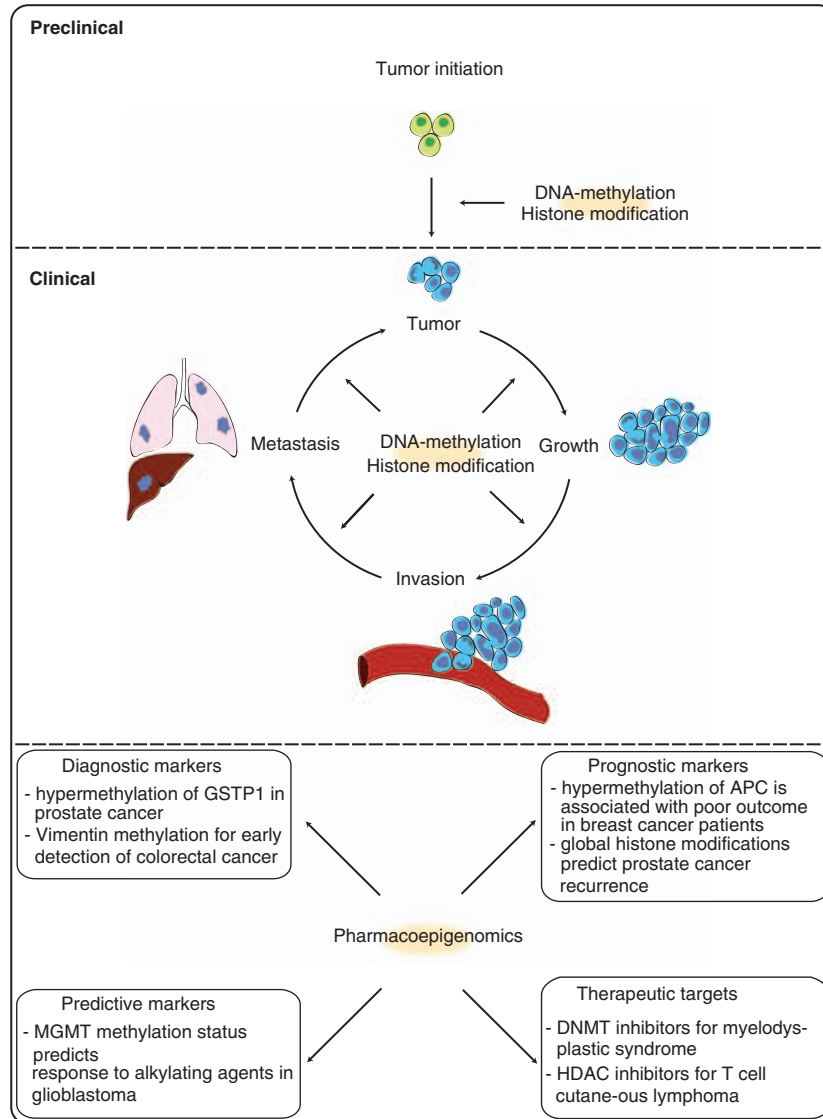 Preclinical
Tumor initiation
DNA-methylation
Histone modification
Clinical
Tumor
Metastasis
DNA-methylation
Histone modification
Growth
Invasion
Diagnostic markers
- hypermethylation of GSTP1 in
prostate cancer
- Vimentin methylation for early
detection of colorectal cancer
Prognostic markers
- hypermethylation of APC is
associated with poor outcome
in breast cancer patients
- global histone modifications
predict prostate cancer
recurrence
Pharmacoepigenomics
Predictive markers
- MGMT methylation status
predicts
response to alkylating agents in
glioblastoma
Therapeutic targets
- DNMT inhibitors for myelodys-
plastic syndrome
- HDAC inhibitors for T cell
cutane-ous lymphoma